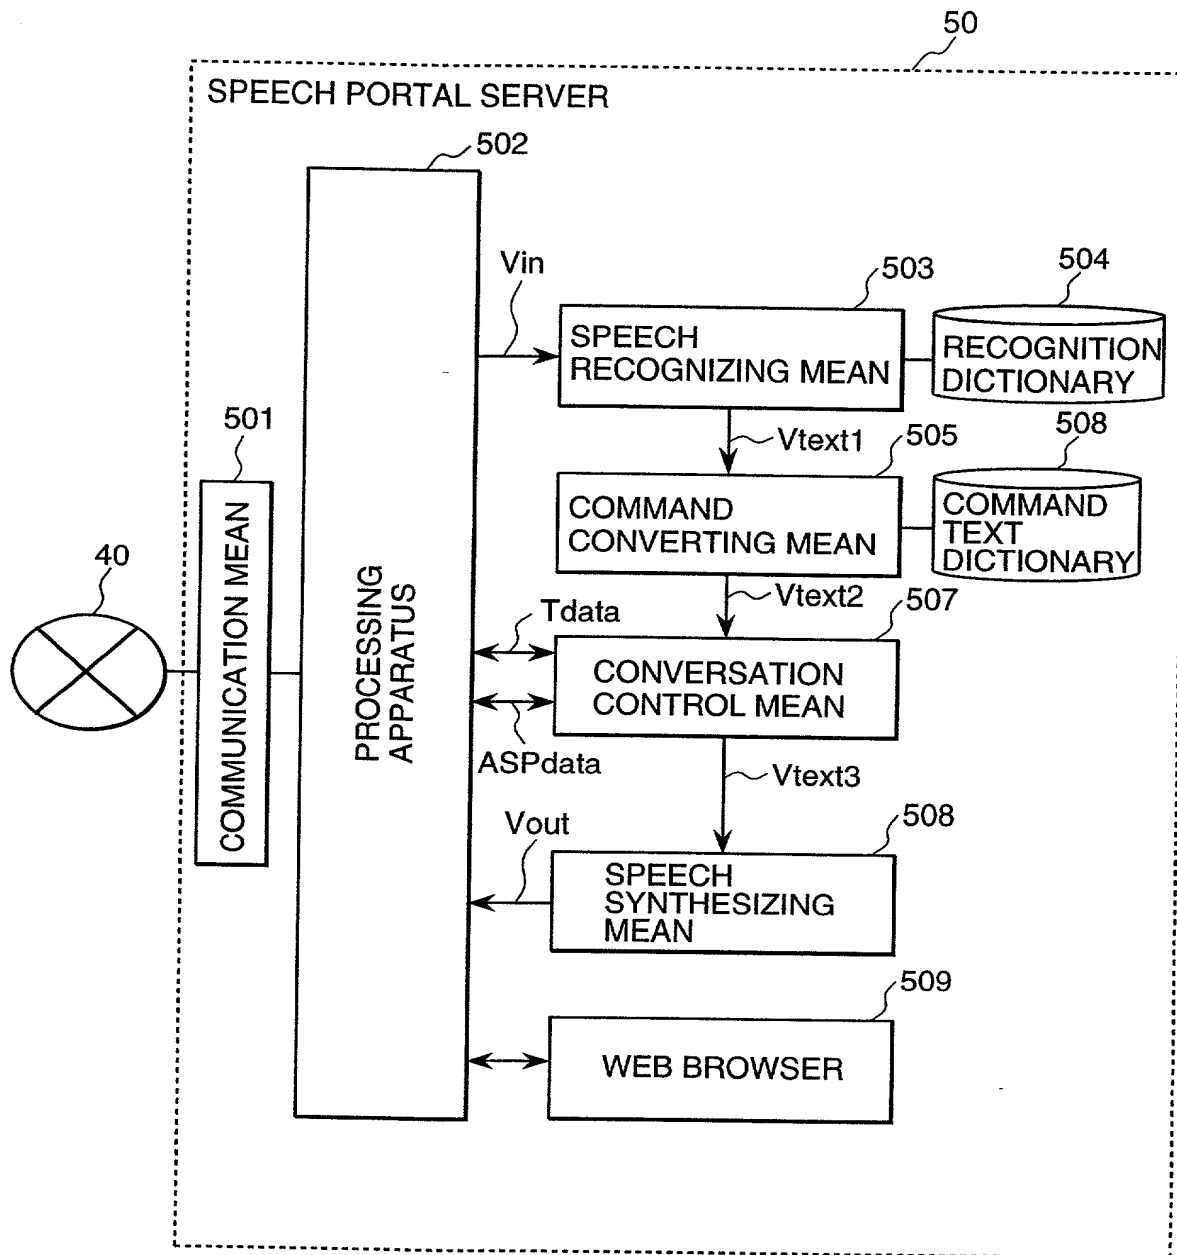 50
SPEECH PORTAL SERVER
502
Vin
503
504
SPEECH
RECOGNIZING MEAN
RECOGNITION
DICTIONARY
501
Vtext1
505
508
COMMUNICATION MEAN
COMMAND
CONVERTING MEAN
COMMAND
TEXT
DICTIONARY
40
PROCESSING
APPARATUS
Vtext2
507
Tdata
CONVERSATION
CONTROL MEAN
ASPdata
Vtext3
Vout
508
SPEECH
SYNTHESIZING
MEAN
509
WEB BROWSER